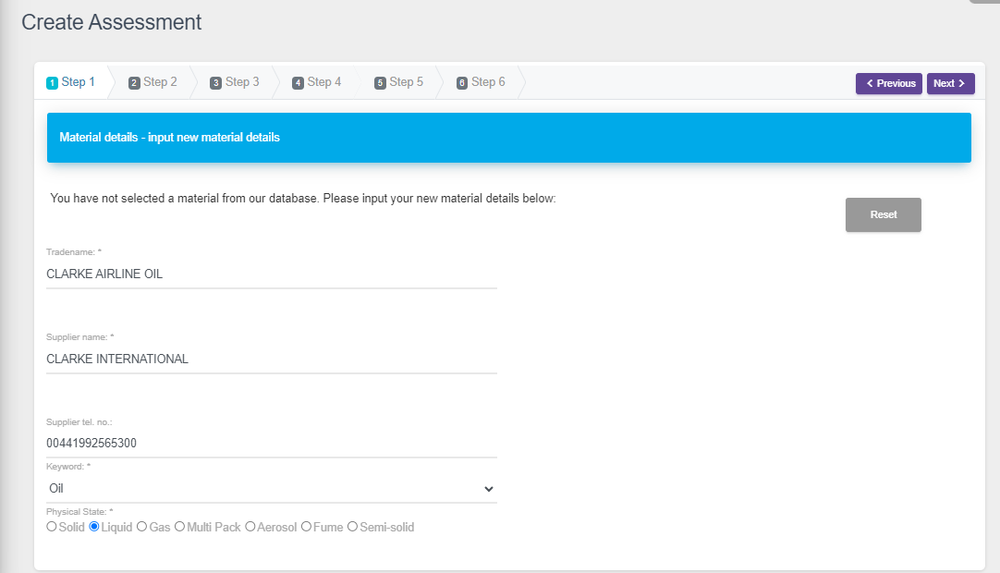 Create Assessment
1 Step 1 2 Step 2 3 Step 3 4 Step 4 5 Step 5 6 Step 6 Previous Next
Material details - input new material details
You have not selected a material from our database. Please input your new material details below:
Reset
Tradename: *
CLARKE AIRLINE OIL
Supplier name: *
CLARKE INTERNATIONAL
Supplier tel. no.:
00441992565300
Keyword: *
Oil
Physical State: *
Solid Liquid Gas Multi Pack Aerosol Fume Semi-solid